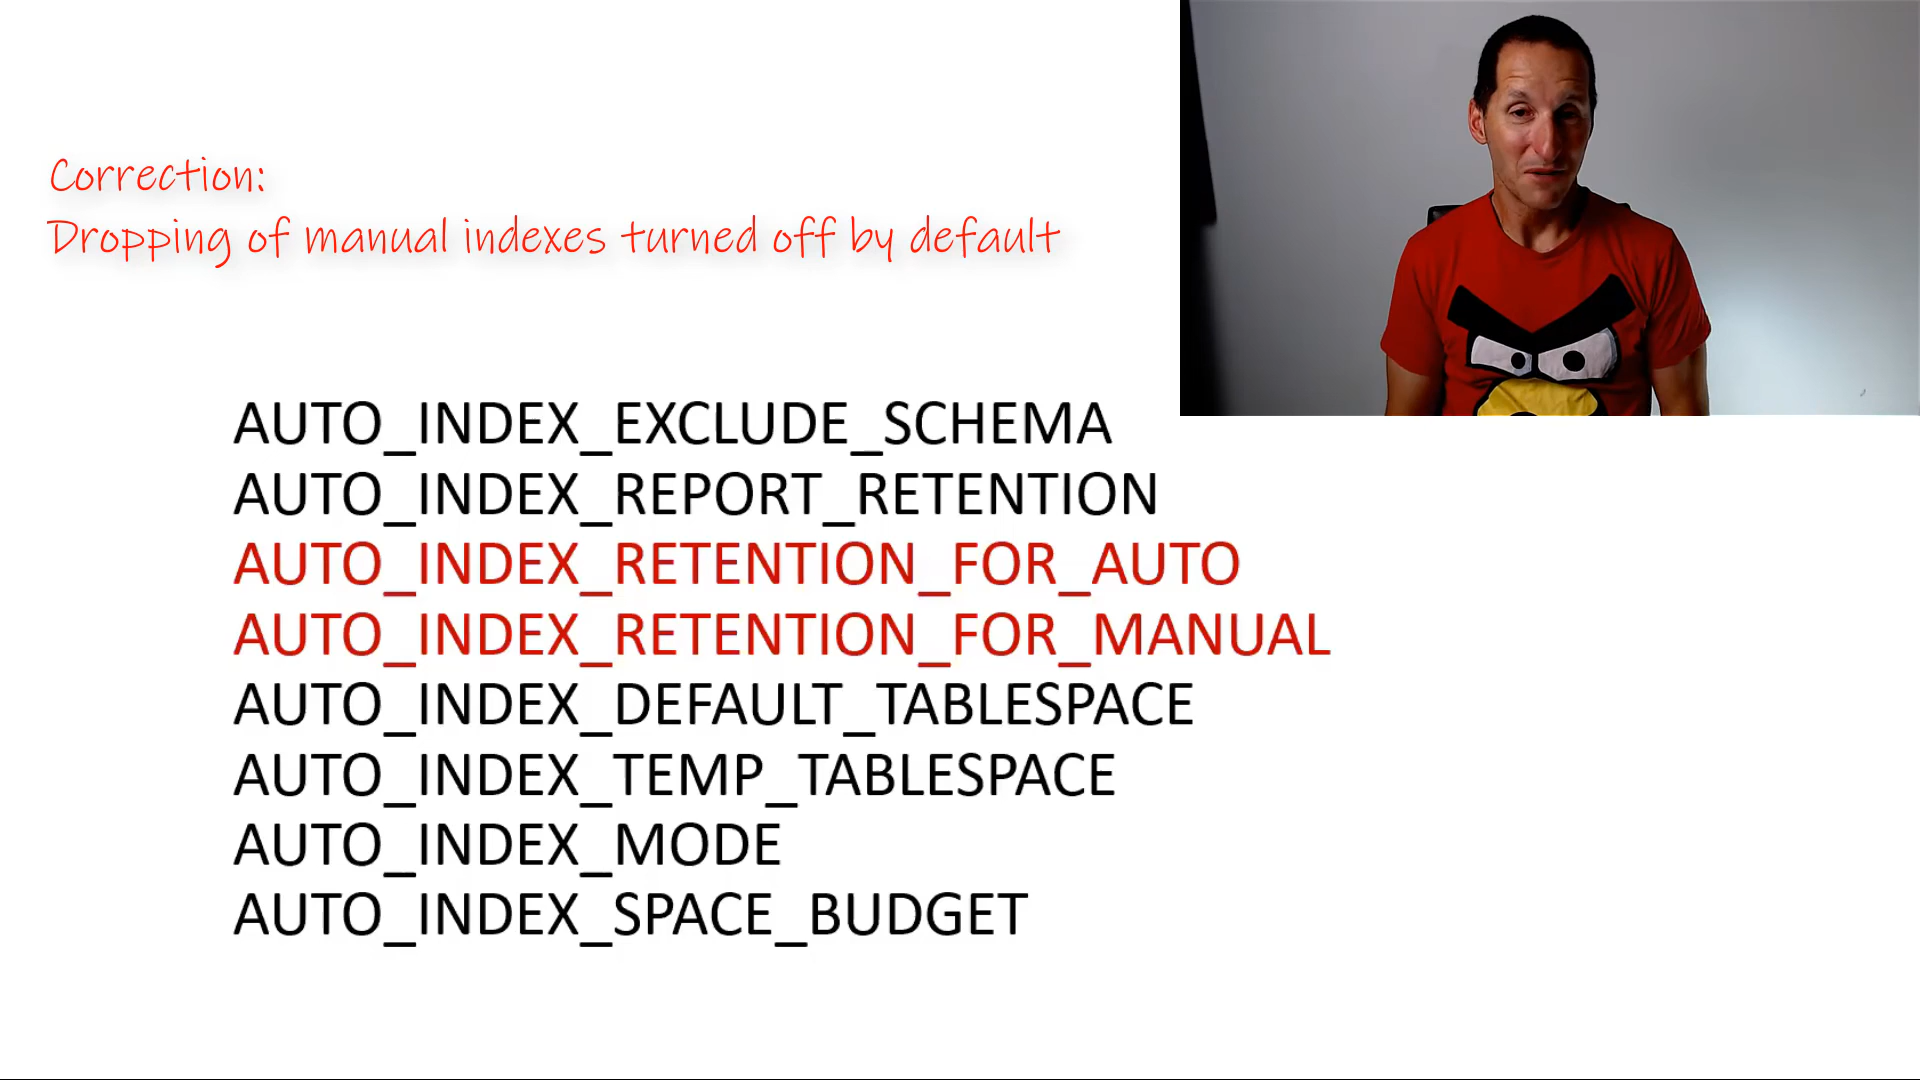 Correction:
Dropping of manual indexes turned off by default
AUTO_INDEX_EXCLUDE_SCHEMA
AUTO_INDEX_REPORT_RETENTION
AUTO_INDEX_RETENTION_FOR_AUTO
AUTO_INDEX_RETENTION_FOR_MANUAL
AUTO_INDEX_DEFAULT_TABLESPACE
AUTO_INDEX_TEMP_TABLESPACE
AUTO_INDEX_MODE
AUTO_INDEX_SPACE_BUDGET